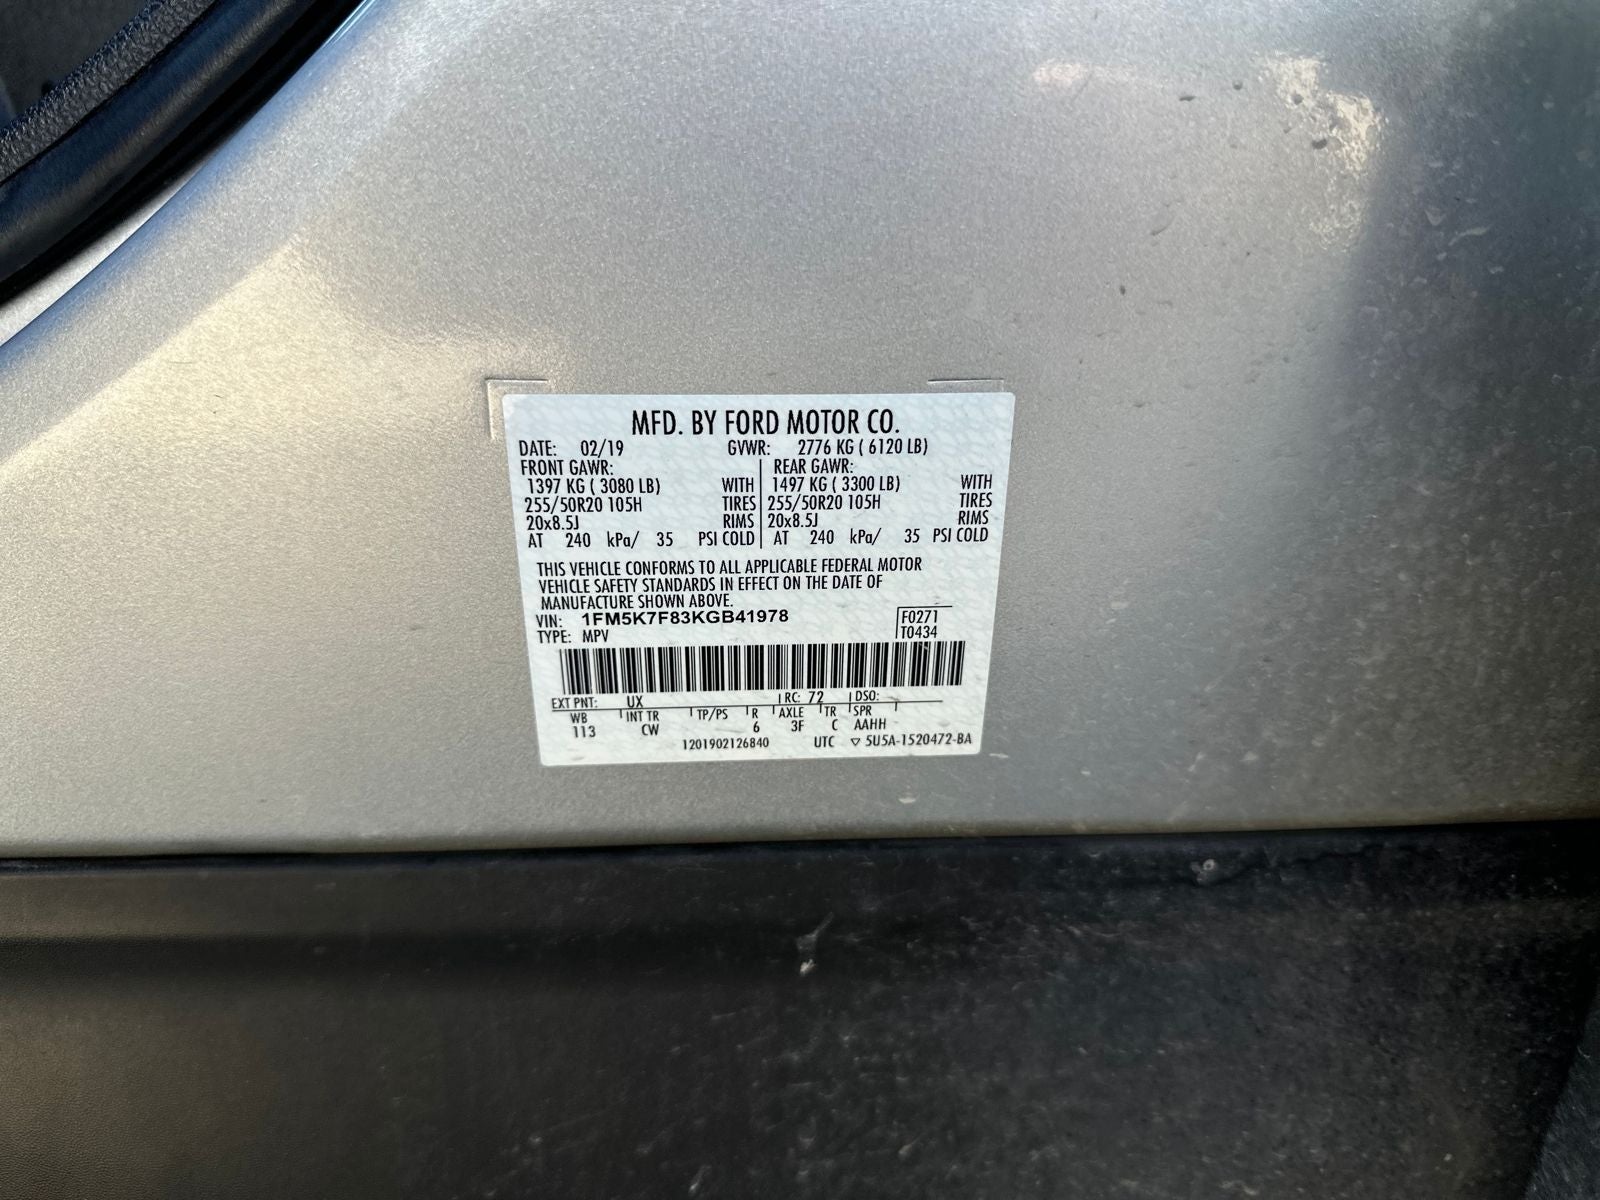 MFD. BY FORD MOTOR CO.
DATE: 02/19 GVWR: 2776 KG ( 6120 LB)
FRONT GAWR: REAR GAWR:
1397 KG ( 3080 LB) WITH 1497 KG ( 3300 LB) WITH
255/50R20 105H TIRES 255/50R20 105H TIRES
20x8.5J RIMS 20x8.5J RIMS
AT 240 kPa/ 35 PSI COLD AT 240 kPa/ 35 PSI COLD
THIS VEHICLE CONFORMS TO ALL APPLICABLE FEDERAL MOTOR
VEHICLE SAFETY STANDARDS IN EFFECT ON THE DATE OF
MANUFACTURE SHOWN ABOVE.
VIN: 1FM5K7F83KGB41978 F0271
TYPE: MPV T0434
EXT PNT: UX RC: 72 DSO:
WB INT TR TP/PS R AXLE TR SPR
113 CW 6 3F C AAHH
1201902126840 UTC ▽ 5U5A-1520472-BA